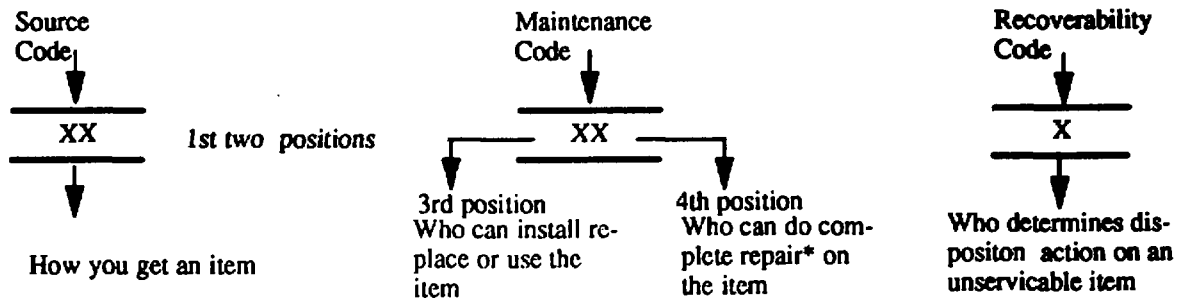 Source
Code
XX
1st two positions
How you get an item
Maintenance
Code
XX
3rd position
Who can install re-
place or use the
item
4th position
Who can do com-
plete repair* on
the item
Recoverability
Code
X
Who determines dis-
positon action on an
unservicable item